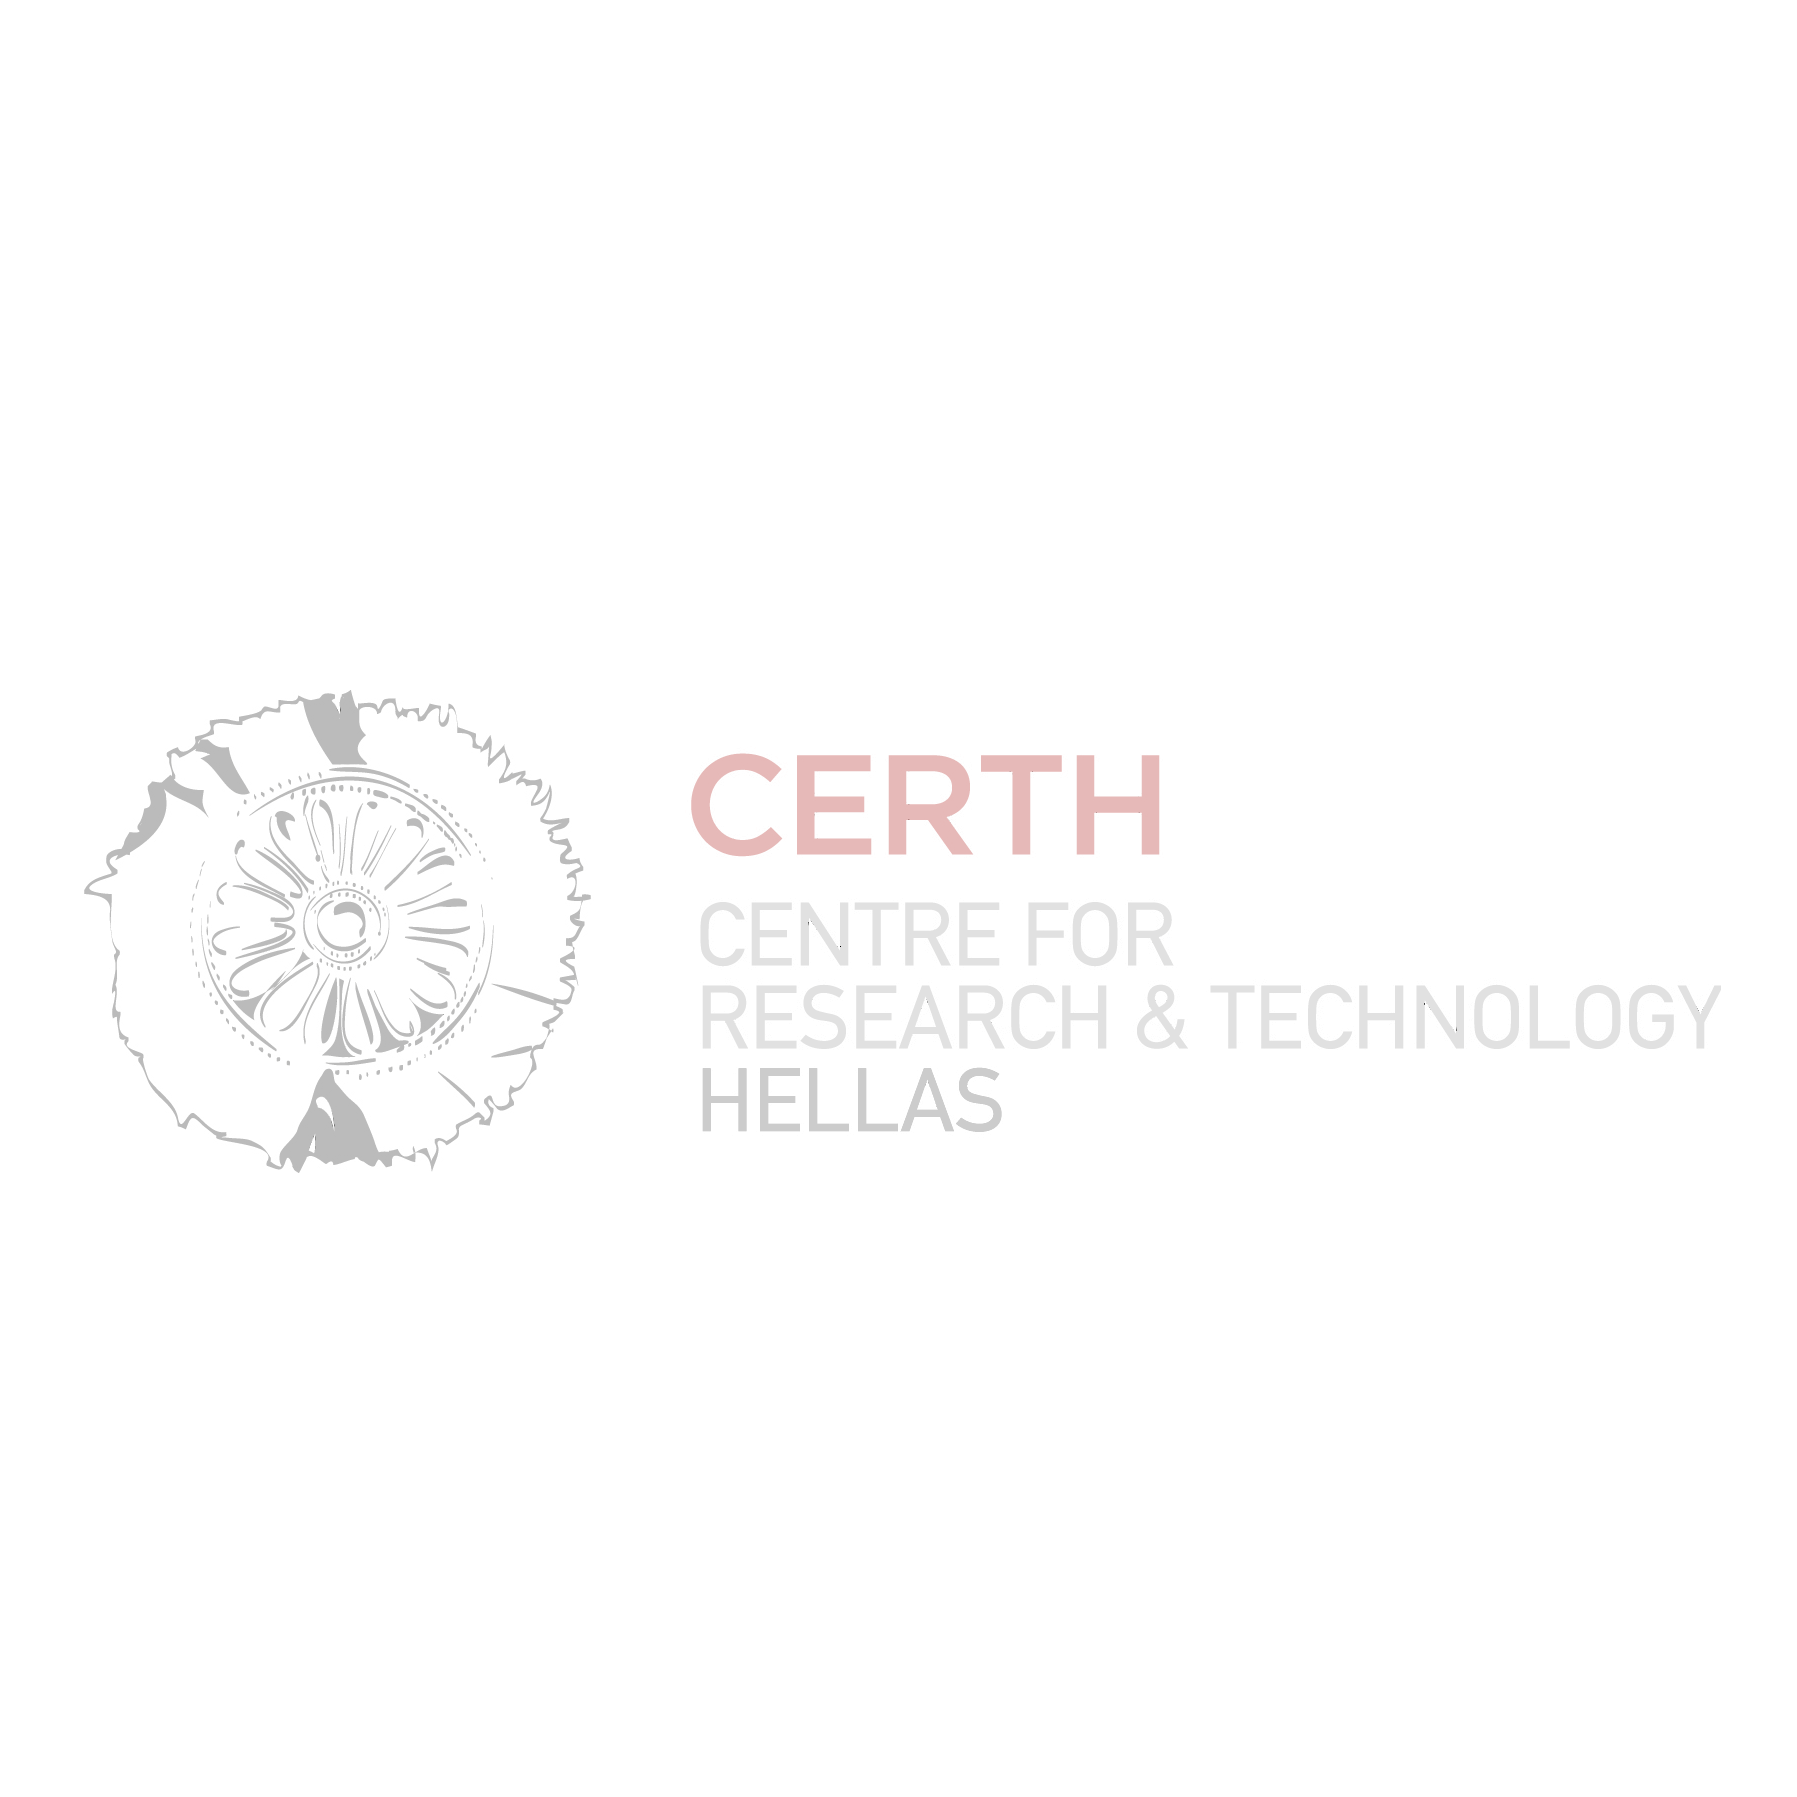 CERTH
CENTRE FOR
RESEARCH & TECHNOLOGY
HELLAS